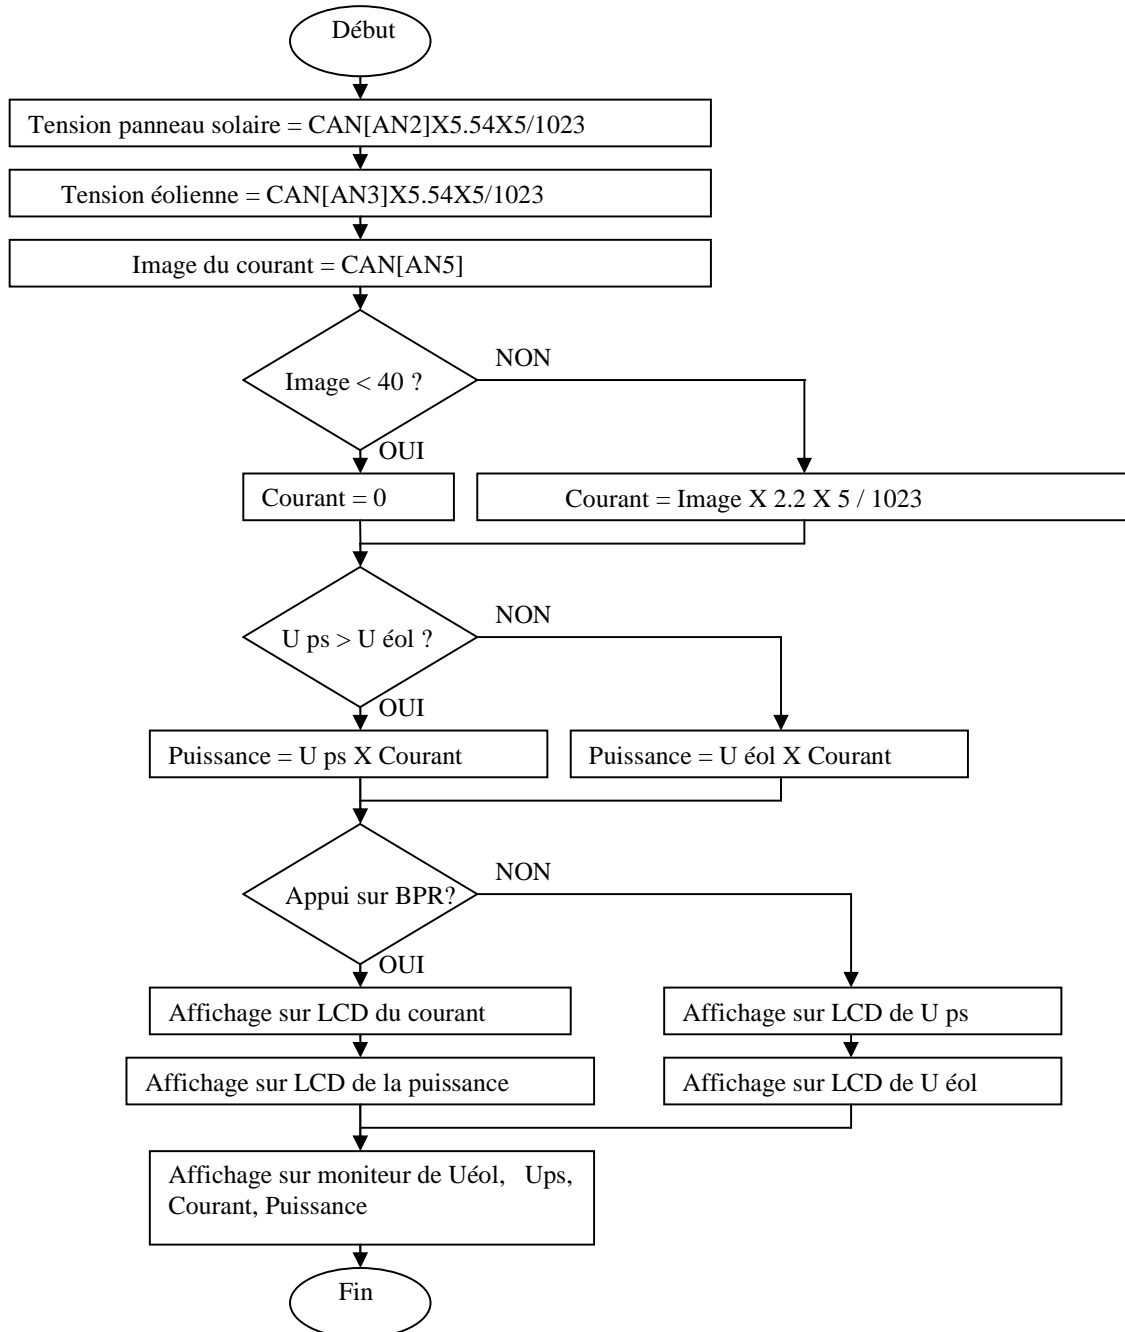 Début
Tension panneau solaire = CAN[AN2]X5.54X5/1023
Tension éolienne = CAN[AN3]X5.54X5/1023
Image du courant = CAN[AN5]
Image < 40 ?
NON
OUI
Courant = 0
Courant = Image X 2.2 X 5 / 1023
U ps > U éol ?
NON
OUI
Puissance = U ps X Courant
Puissance = U éol X Courant
Appui sur BPR?
NON
OUI
Affichage sur LCD du courant
Affichage sur LCD de U ps
Affichage sur LCD de la puissance
Affichage sur LCD de U éol
Affichage sur moniteur de Uéol, Ups,
Courant, Puissance
Fin